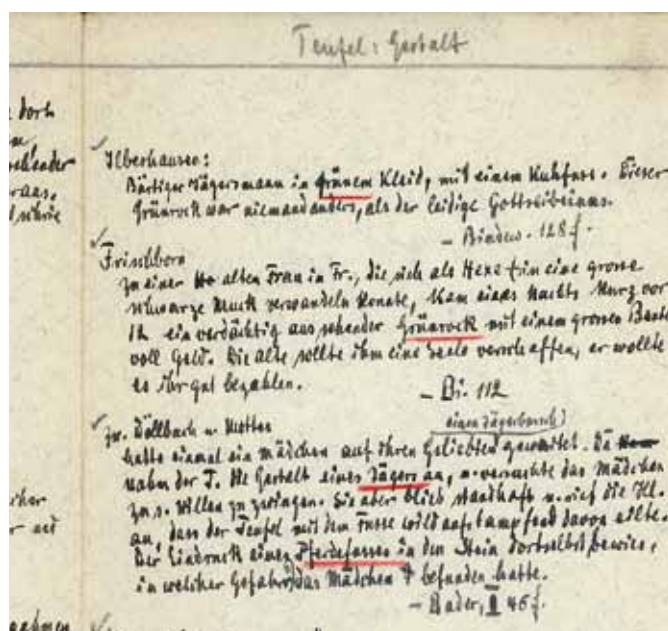 Teufel: Gestalt
Ilberhausen:
Bärtiger Jägersmann in grünem Kleid, mit einem Kuhfuss. Dieser
Grünrock war niemand anders, als der leidige Gottseibeiuns.
- Bindew. 128 f.
Frischborn
zu einer alten Frau in Fr., die sich als Hexe in eine grosse
schwarze Muck verwandeln konnte, kam eines Nachts kurz vor
12 ein verdächtig aussehender Grünrock mit einem grossen Beutel
voll Geld. Die Alte sollte ihm eine Seele verschaffen, er wollte
es ihr gut bezahlen.
- Bi. 112
zw. Döllbach u. Motten
einen Jägerbursch)
hatte einmal ein Mädchen auf ihren Geliebten gewartet. Da
nahm der T. die Gestalt eines Jägers an, u. versuchte das Mädchen
zu s. Willen zu zwingen. Sie aber blieb standhaft u. rief die Hl.
an, dass der Teufel mit dem Fusse wild aufstampfend davon eilte.
Der Eindruck eines Pferdefusses in den Stein dortselbst bewies,
in welcher Gefahr das Mädchen befunden hatte.
- Bader, II 46 f.